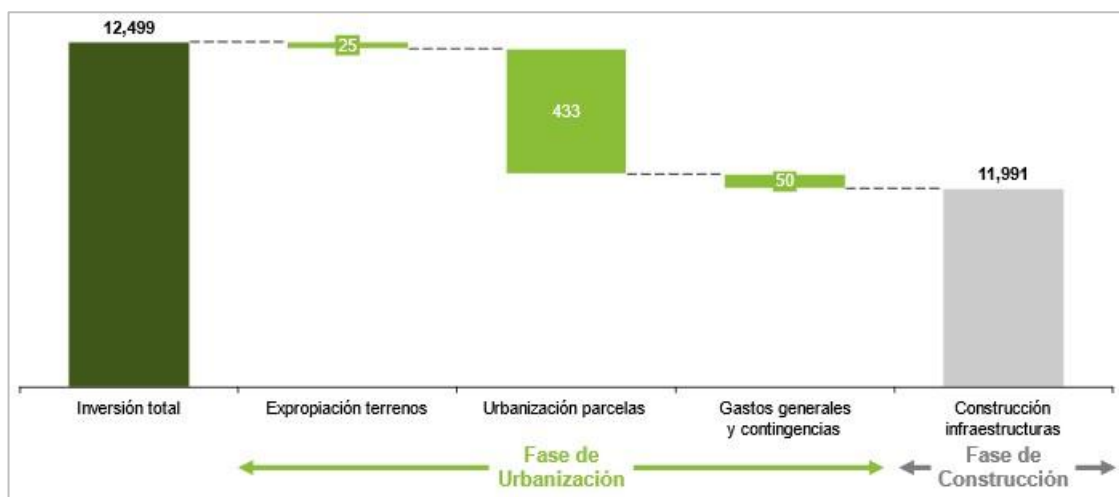 12,499
25
433
50
11,991
Inversión total
Expropiación terrenos
Urbanización parcelas
Gastos generales
y contingencias
Construcción
infraestructuras
Fase de
Urbanización
Fase de
Construcción